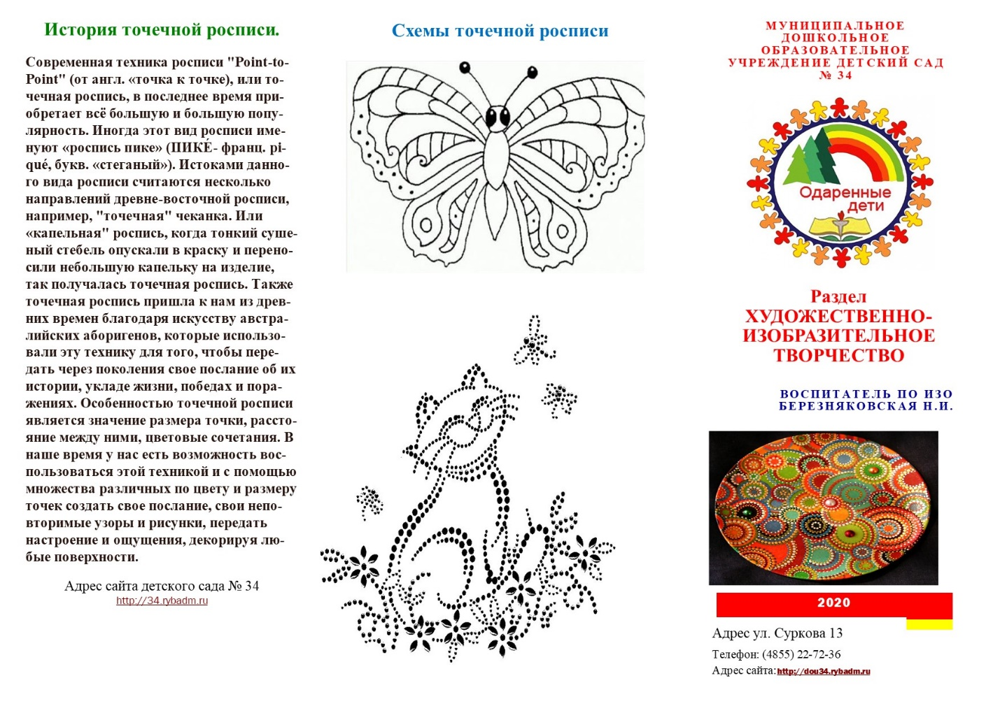 История точечной росписи.
Современная техника росписи "Point-to-
Point" (от англ. «точка к точке), или то-
чечная роспись, в последнее время при-
обретает всё большую и большую попу-
лярность. Иногда этот вид росписи име-
нуют «роспись пике» (ПИКЕ́- франц. pi-
qué, букв. «стеганый»). Истоками данно-
го вида росписи считаются несколько
направлений древне-восточной росписи,
например, "точечная" чеканка. Или
«капельная" роспись, когда тонкий суше-
ный стебель опускали в краску и перено-
сили небольшую капельку на изделие,
так получалась точечная роспись. Также
точечная роспись пришла к нам из древ-
них времен благодаря искусству австра-
лийских аборигенов, которые использо-
вали эту технику для того, чтобы пере-
дать через поколения свое послание об их
истории, укладе жизни, победах и пора-
жениях. Особенностью точечной росписи
является значение размера точки, рассто-
яние между ними, цветовые сочетания. В
наше время у нас есть возможность вос-
пользоваться этой техникой и с помощью
множества различных по цвету и размеру
точек создать свое послание, свои непо-
вторимые узоры и рисунки, передать
настроение и ощущения, декорируя лю-
бые поверхности.
Адрес сайта детского сада № 34
http://34.rybadm.ru
Схемы точечной росписи
МУНИЦИПАЛЬНОЕ
ДОШКОЛЬНОЕ
ОБРАЗОВАТЕЛЬНОЕ
УЧРЕЖДЕНИЕ ДЕТСКИЙ САД
№ 34
Одаренные
дети
Раздел
ХУДОЖЕСТВЕННО-
ИЗОБРАЗИТЕЛЬНОЕ
ТВОРЧЕСТВО
ВОСПИТАТЕЛЬ ПО ИЗО
БЕРЕЗНЯКОВСКАЯ Н.И.
2020
Адрес ул. Суркова 13
Телефон: (4855) 22-72-36
Адрес сайта:http://dou34.rybadm.ru